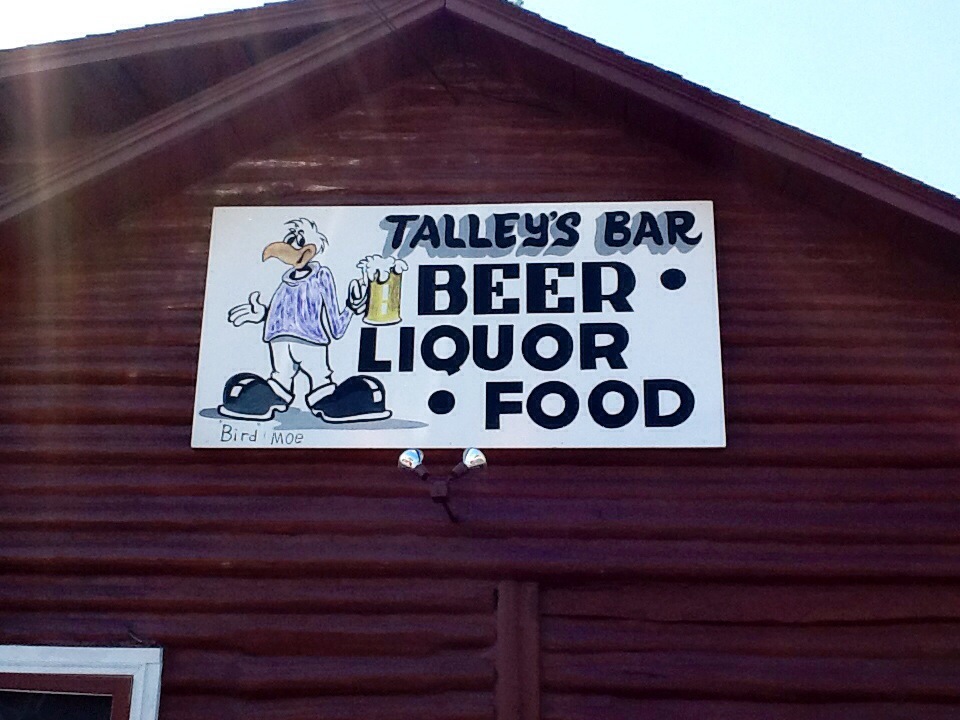 TALLEY'S BAR
BEER •
LIQUOR
• FOOD
'Bird' Moe